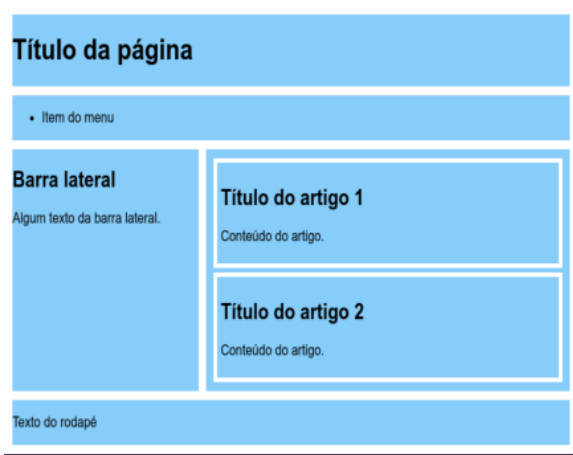 Título da página
Item do menu
Barra lateral
Algum texto da barra lateral.
Título do artigo 1
Conteúdo do artigo.
Título do artigo 2
Conteúdo do artigo.
Texto do rodapé